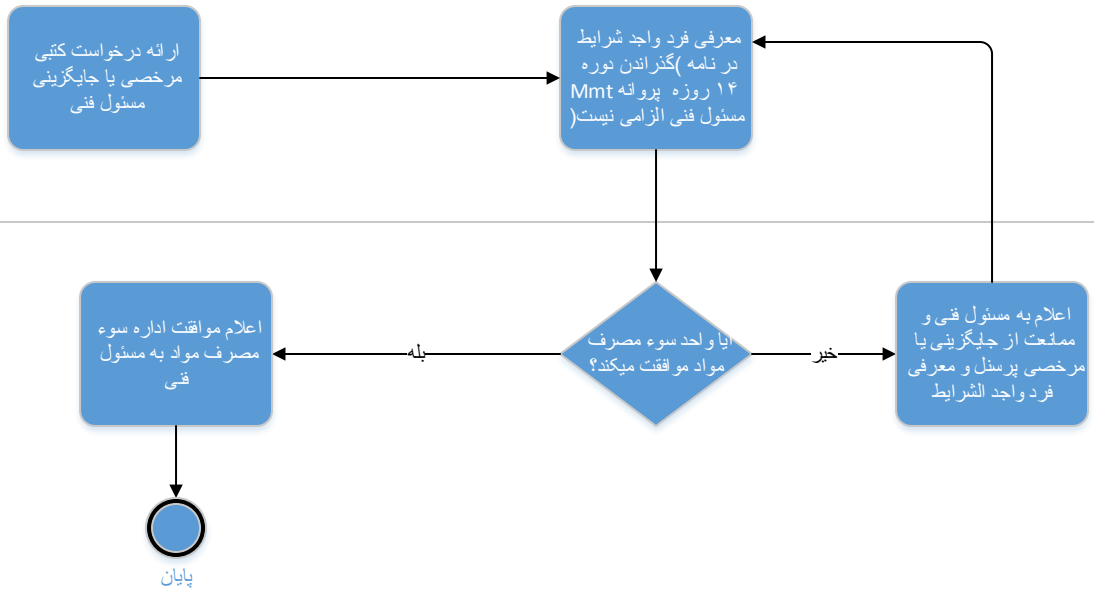 ارائه درخواست کتبی
مرخصی یا جایگزینی
مسئول فنی
معرفی فرد واجد شرایط
در نامه )گذراندن دوره
۱۴ روزه پروانه Mmt
مسئول فنی الزامی نیست(
اعلام به مسئول فنی و
ممانعت از جایگزینی یا
مرخصی پرسنل و معرفی
فرد واجد الشرایط
خیر
آیا واحد سوء مصرف
مواد موافقت میکند؟
بله
اعلام موافقت اداره سوء
مصرف مواد به مسئول
فنی
پایان